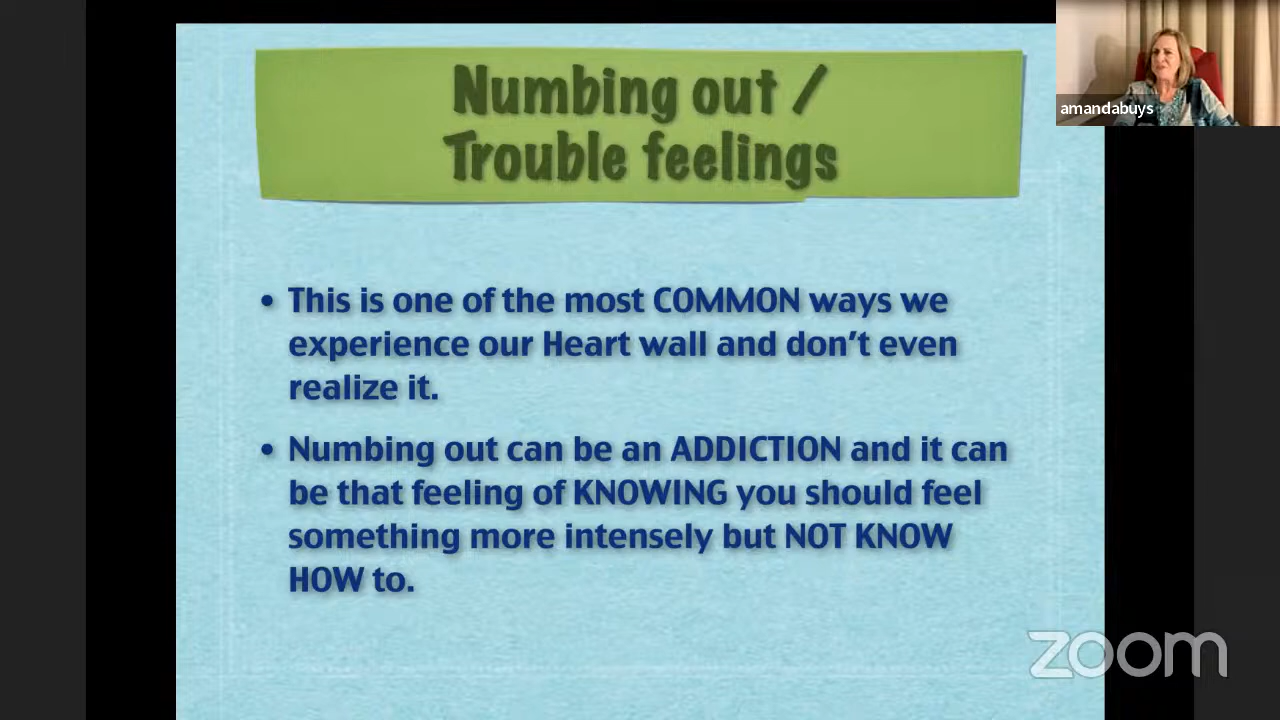 Numbing out /
Trouble feelings
amandabuys
• This is one of the most COMMON ways we
experience our Heart wall and don't even
realize it.
• Numbing out can be an ADDICTION and it can
be that feeling of KNOWING you should feel
something more intensely but NOT KNOW
HOW to.
zoom